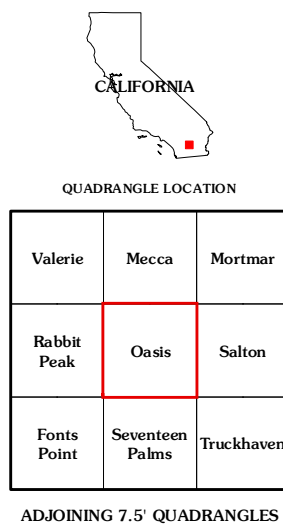 CALIFORNIA
QUADRANGLE LOCATION
Valerie Mecca Mortmar
Rabbit
Peak
Oasis
Salton
Fonts
Point
Seventeen
Palms
Truckhaven
ADJOINING 7.5' QUADRANGLES